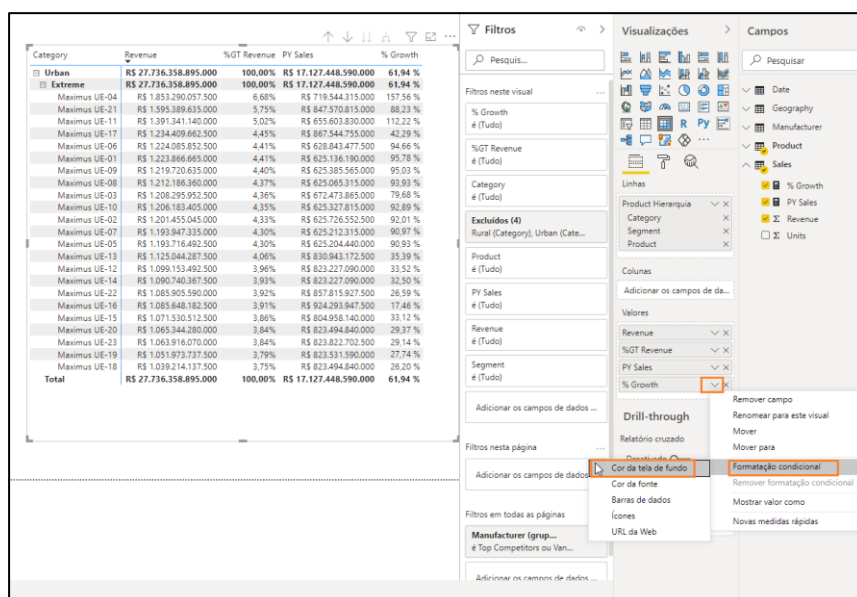 Category Revenue %GT Revenue PY Sales % Growth
Urban R$ 27.736.358.895.000 100,00% R$ 17.127.448.590.000 61,94 %
Extreme R$ 27.736.358.895.000 100,00% R$ 17.127.448.590.000 61,94 %
Maximus UE-04 R$ 1.853.290.057.500 6,68% R$ 719.544.315.000 157,56 %
Maximus UE-21 R$ 1.595.389.635.000 5,75% R$ 847.570.815.000 88,23 %
Maximus UE-11 R$ 1.391.341.140.000 5,02% R$ 655.603.830.000 112,22 %
Maximus UE-17 R$ 1.234.409.662.500 4,45% R$ 867.544.755.000 42,29 %
Maximus UE-06 R$ 1.224.085.852.500 4,41% R$ 628.843.477.500 94,66 %
Maximus UE-01 R$ 1.223.866.665.000 4,41% R$ 625.136.190.000 95,78 %
Maximus UE-09 R$ 1.219.720.635.000 4,40% R$ 625.385.565.000 95,03 %
Maximus UE-08 R$ 1.212.186.360.000 4,37% R$ 625.065.315.000 93,93 %
Maximus UE-03 R$ 1.208.295.952.500 4,36% R$ 672.473.865.000 79,68 %
Maximus UE-10 R$ 1.206.183.405.000 4,35% R$ 625.327.815.000 92,89 %
Maximus UE-02 R$ 1.201.455.045.000 4,33% R$ 625.726.552.500 92,01 %
Maximus UE-07 R$ 1.193.947.335.000 4,30% R$ 625.212.315.000 90,97 %
Maximus UE-05 R$ 1.193.716.492.500 4,30% R$ 625.204.440.000 90,93 %
Maximus UE-13 R$ 1.125.044.287.500 4,06% R$ 830.943.172.500 35,39 %
Maximus UE-12 R$ 1.099.153.492.500 3,96% R$ 823.227.090.000 33,52 %
Maximus UE-14 R$ 1.090.740.367.500 3,93% R$ 823.227.090.000 32,50 %
Maximus UE-22 R$ 1.085.905.590.000 3,92% R$ 857.815.927.500 26,59 %
Maximus UE-16 R$ 1.085.648.182.500 3,91% R$ 924.293.947.500 17,46 %
Maximus UE-15 R$ 1.071.530.512.500 3,86% R$ 804.958.140.000 33,12 %
Maximus UE-20 R$ 1.065.344.280.000 3,84% R$ 823.494.840.000 29,37 %
Maximus UE-23 R$ 1.063.916.070.000 3,84% R$ 823.822.702.500 29,14 %
Maximus UE-19 R$ 1.051.973.737.500 3,79% R$ 823.531.590.000 27,74 %
Maximus UE-18 R$ 1.039.214.137.500 3,75% R$ 823.494.840.000 26,20 %
Total R$ 27.736.358.895.000 100,00% R$ 17.127.448.590.000 61,94 %
Filtros
Pesquis...
Filtros neste visual ...
% Growth
é (Tudo)
%GT Revenue
é (Tudo)
Category
é (Tudo)
Excluídos (4)
Rural (Category), Urban (Cate...
Product
é (Tudo)
PY Sales
é (Tudo)
Revenue
é (Tudo)
Segment
é (Tudo)
Adicionar os campos de dados ...
Filtros nesta página ...
Adicionar os campos de dados
Filtros em todas as páginas
Manufacturer (grup...
é Top Competitors ou Van...
Adicionar os campos de dados ...
Visualizações
R Py
Linhas
Product Hierarquia
Category
Segment
Product
Colunas
Adicionar os campos de da...
Valores
Revenue
%GT Revenue
PY Sales
% Growth
Drill-through
Relatório cruzado
Campos
Pesquisar
Date
Geography
Manufacturer
Product
Sales
% Growth
PY Sales
Σ Revenue
Σ Units
Remover campo
Renomear para este visual
Mover
Mover para
Formatação condicional
Remover formatação condicional
Mostrar valor como
Novas medidas rápidas
Cor da tela de fundo
Cor da fonte
Barras de dados
Ícones
URL da Web